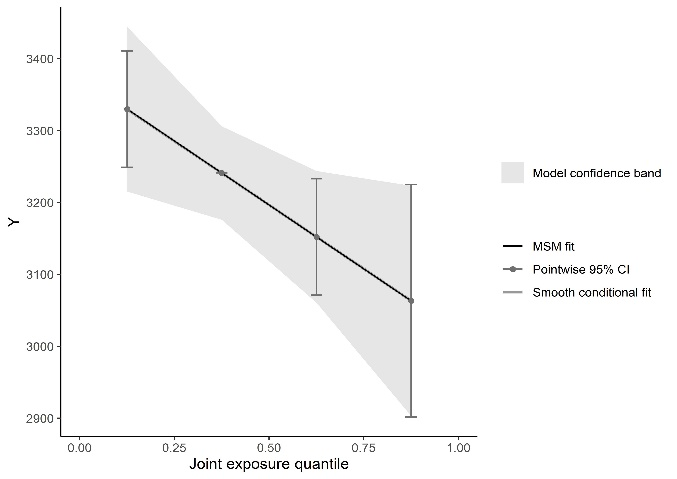 3400
3300
3200
3100
3000
2900
Y
0.00 0.25 0.50 0.75 1.00
Joint exposure quantile
Model confidence band
MSM fit
Pointwise 95% CI
Smooth conditional fit